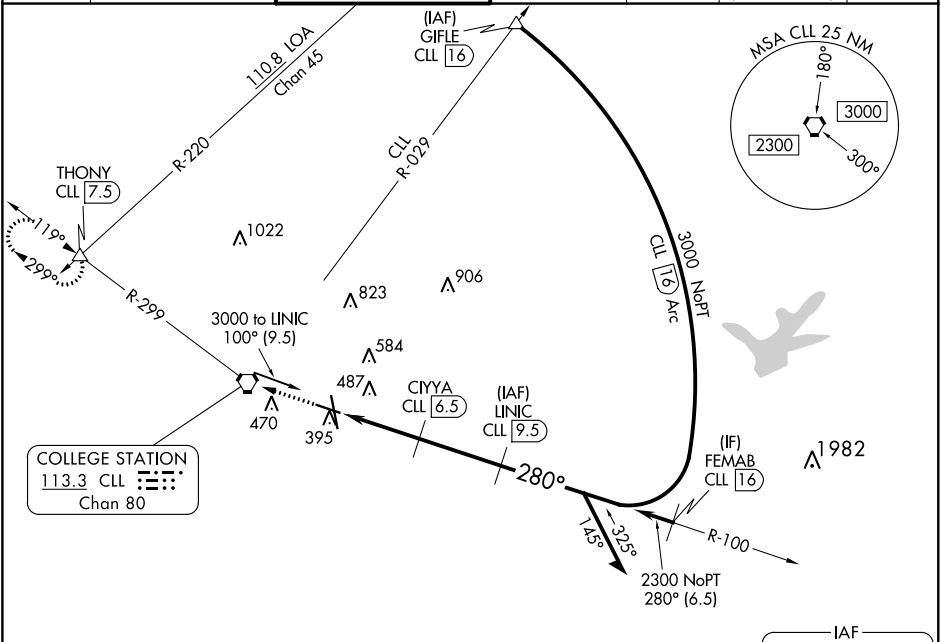 (IAF)
GIFLE
CLL 16
MSA CLL 25 NM
180°
3000
2300
300°
110.8 LOA
Chan 45
R-220
CLL
R-029
THONY
CLL 7.5
119°
299°
1022
R-299
823
906
3000 NoPT
CLL 16 Arc
3000 to LINIC
100° (9.5)
584
487
470
395
CIYYA
CLL 6.5
(IAF)
LINIC
CLL 9.5
280°
(IF)
FEMAB
CLL 16
1982
COLLEGE STATION
113.3 CLL
Chan 80
145°
325°
R-100
2300 NoPT
280° (6.5)
IAF